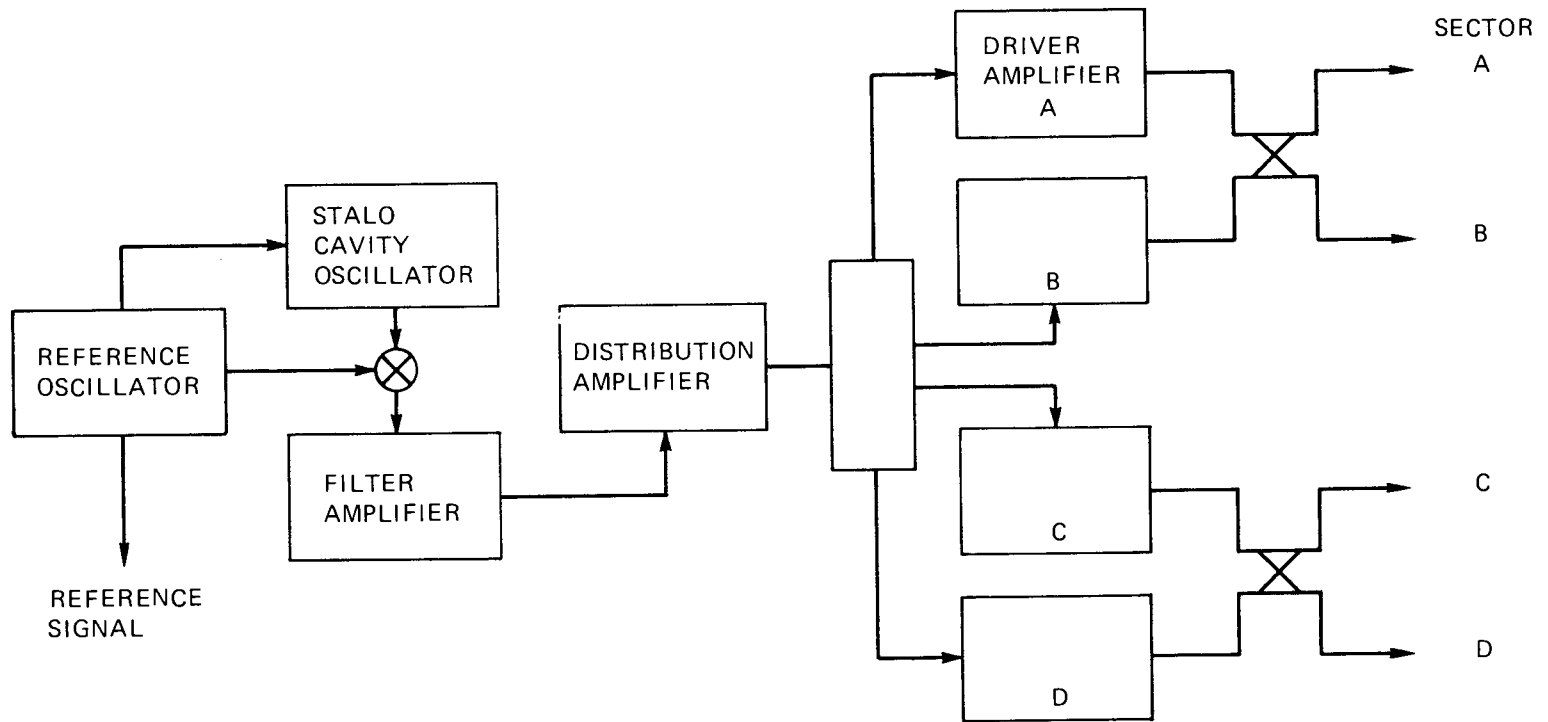 SECTOR
DRIVER
AMPLIFIER
A
A
STALO
CAVITY
OSCILLATOR
B
B
REFERENCE
OSCILLATOR
DISTRIBUTION
AMPLIFIER
FILTER
AMPLIFIER
C
C
REFERENCE
SIGNAL
D
D